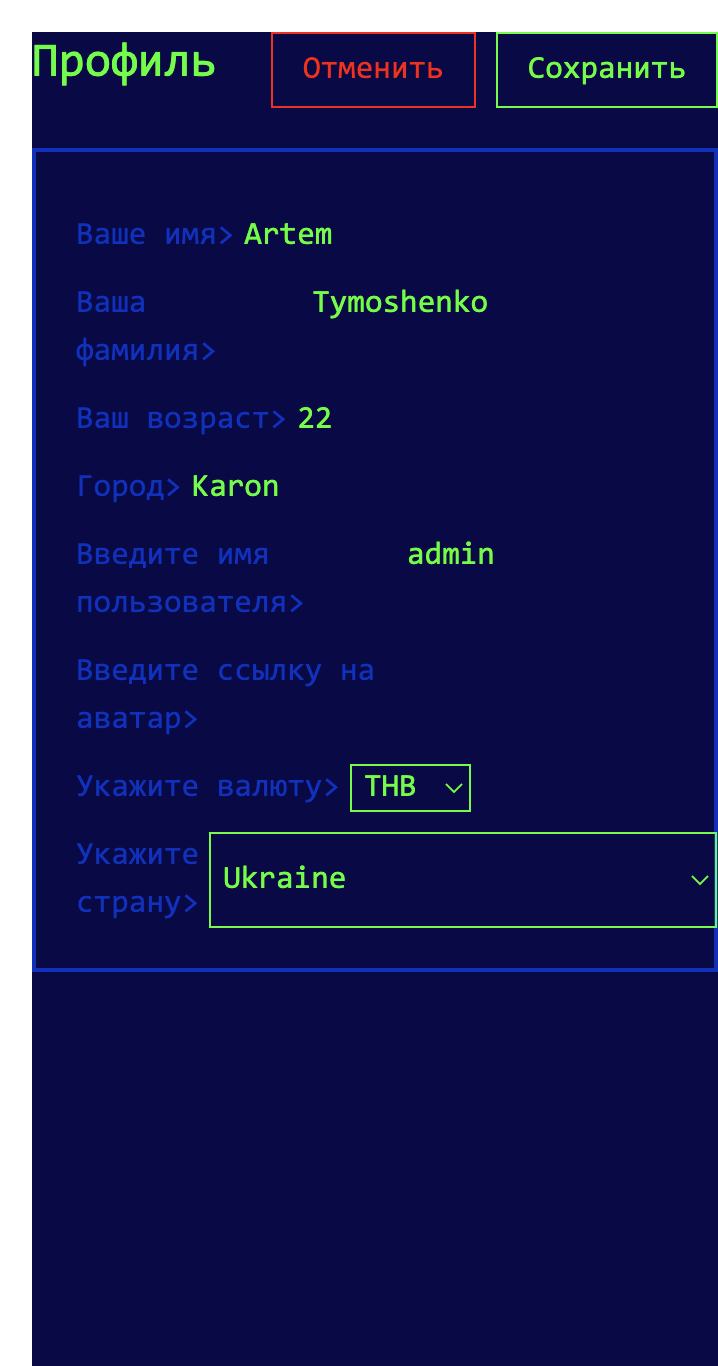 Профиль
Отменить
Сохранить
Ваше имя> Artem
Ваша Tymoshenko
фамилия>
Ваш возраст> 22
Город> Karon
Введите имя admin
пользователя>
Введите ссылку на
аватар>
Укажите валюту> THB
Укажите
страну>
Ukraine